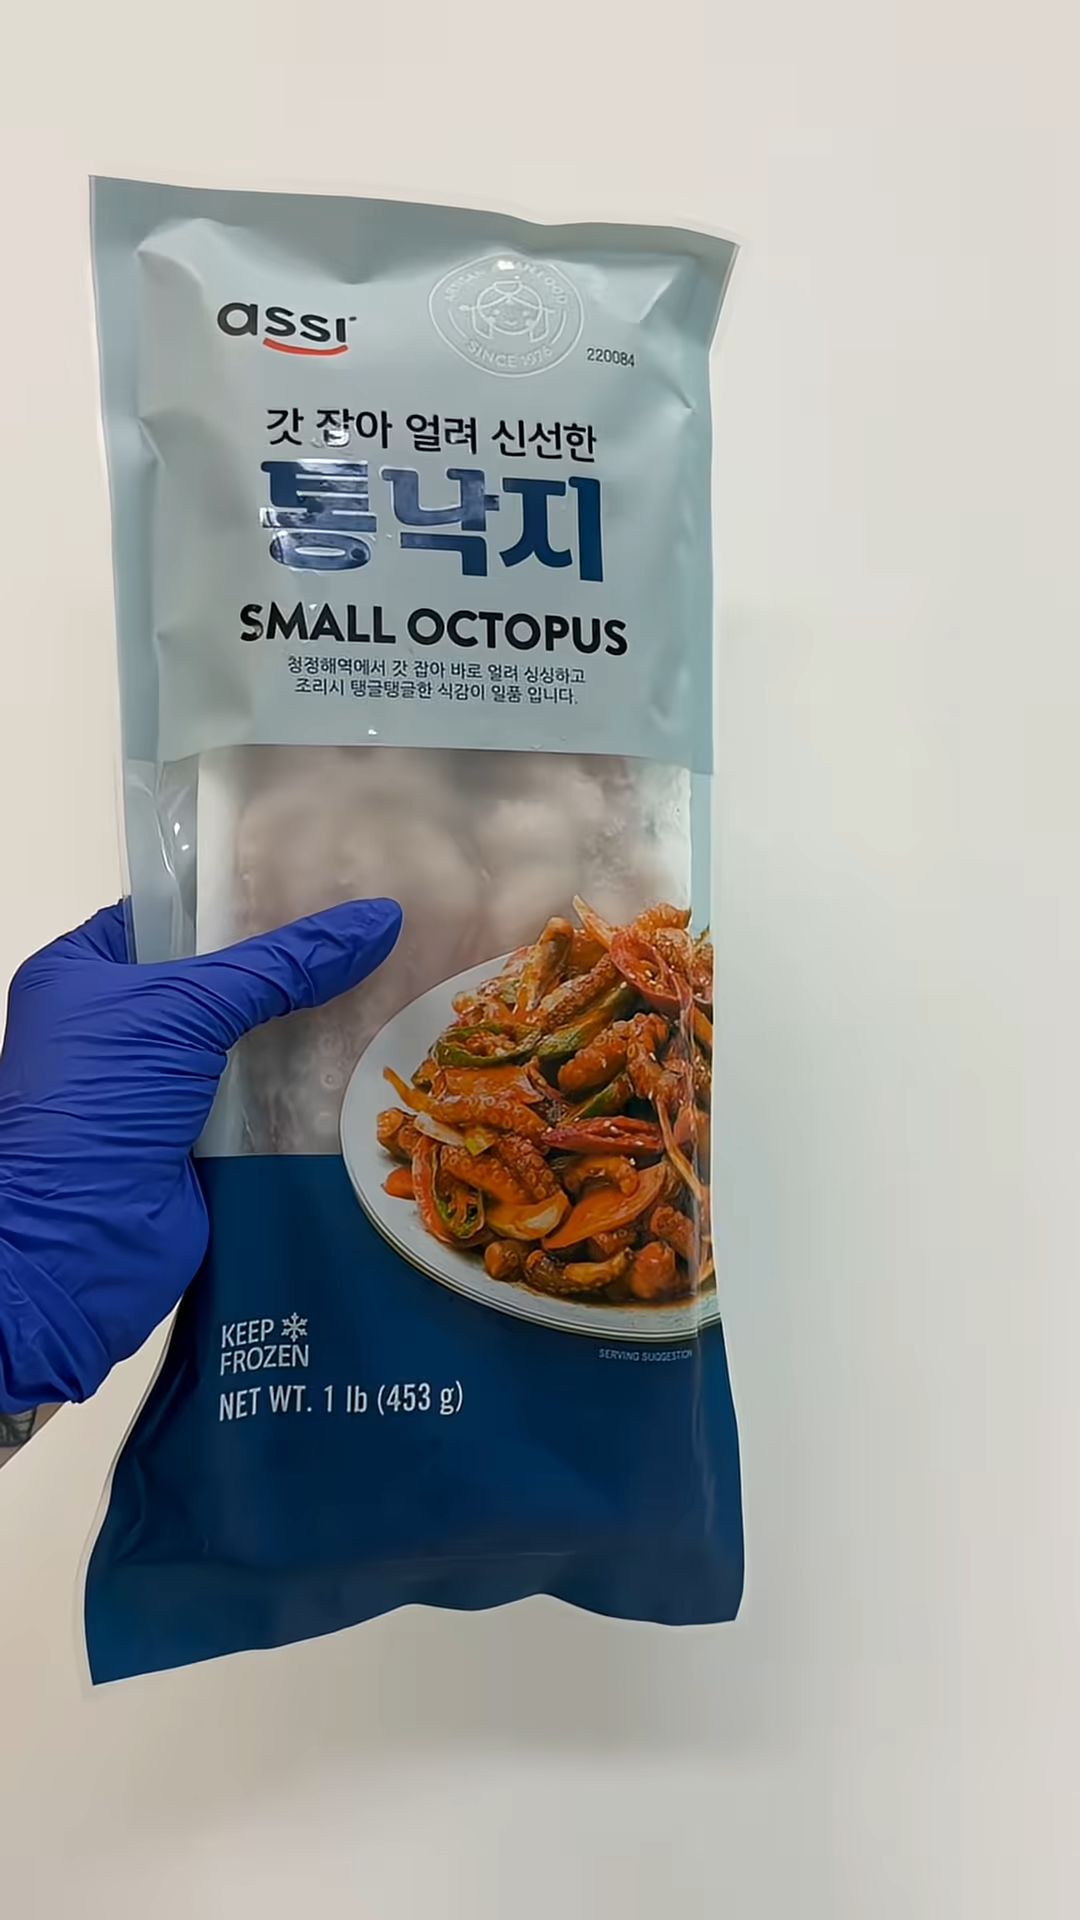 assi
ARTISAN ASIAN FOOD
SINCE 1976
220084
갓 잡아 얼려 신선한
통낙지
SMALL OCTOPUS
청정해역에서 갓 잡아 바로 얼려 싱싱하고
조리시 탱글탱글한 식감이 일품 입니다.
KEEP
FROZEN
SERVING SUGGESTION
NET WT. 1 lb (453 g)